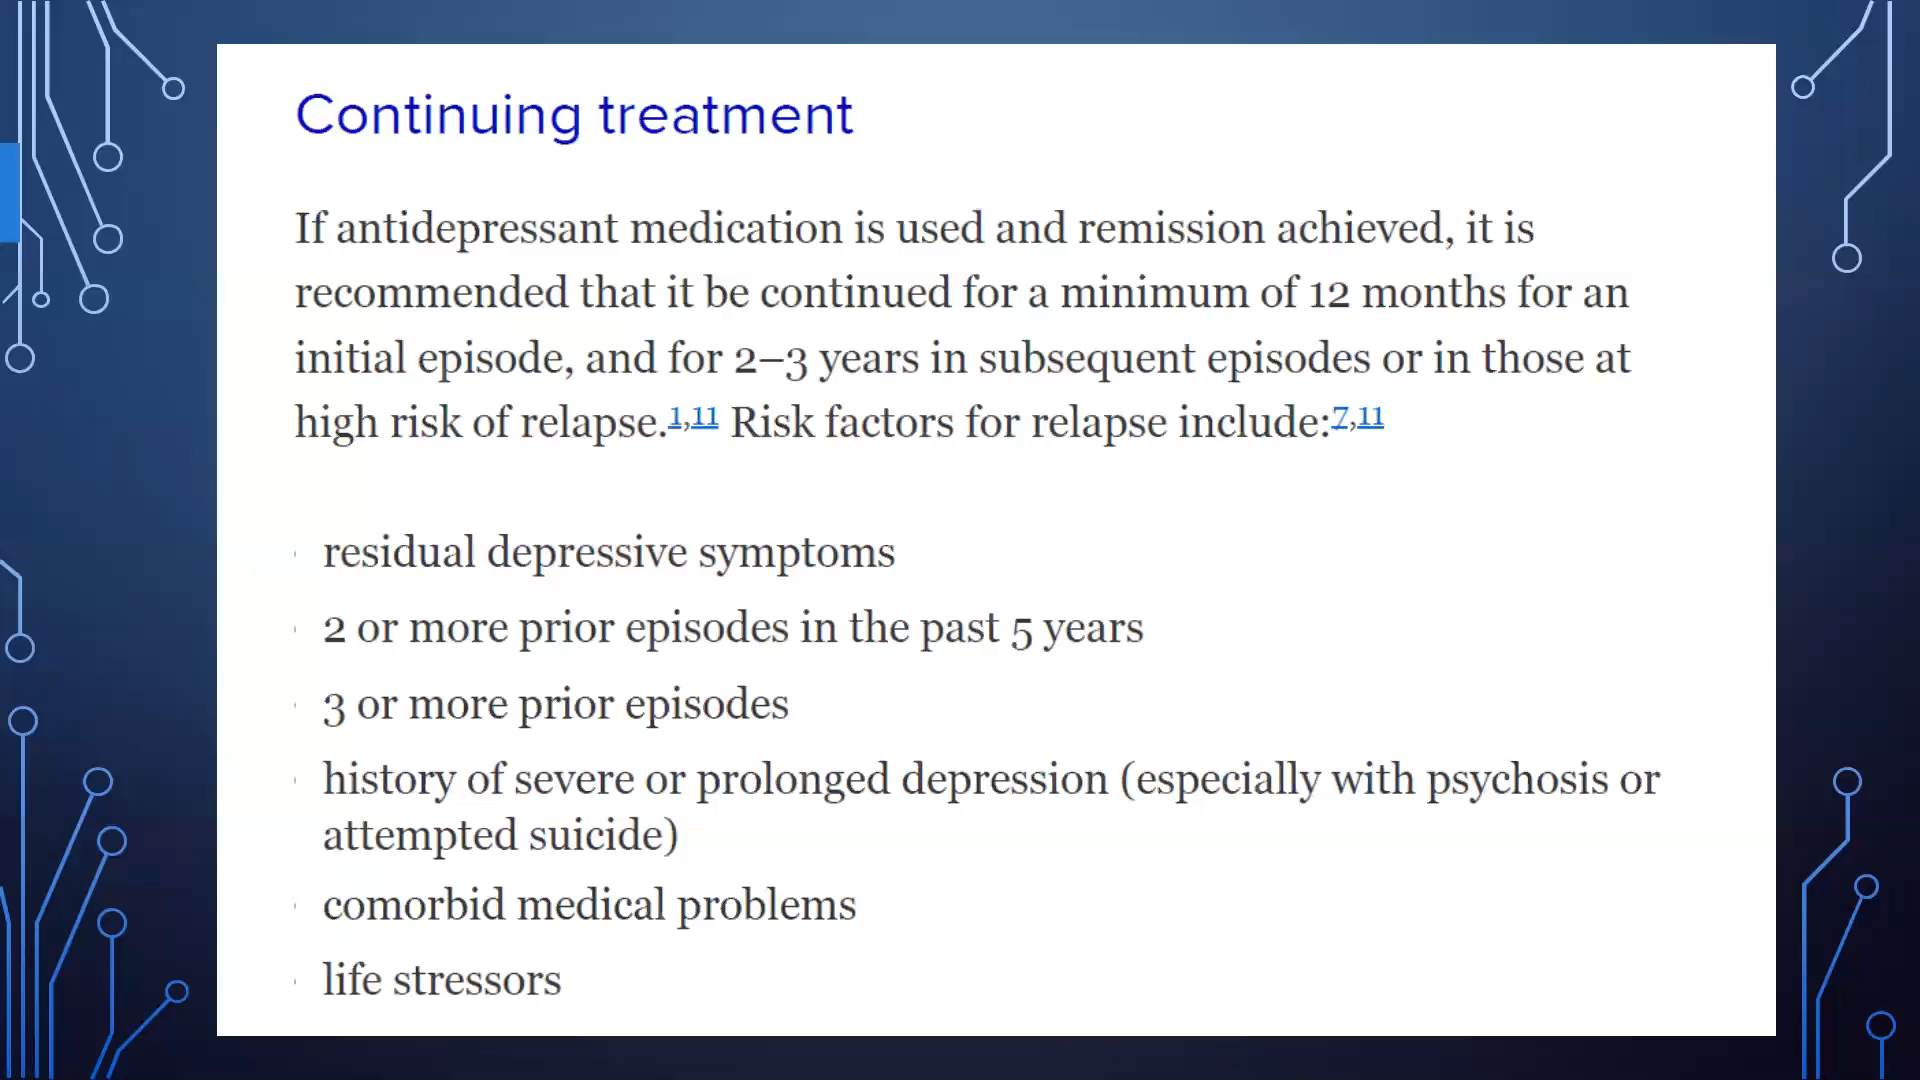 Continuing treatment
If antidepressant medication is used and remission achieved, it is
recommended that it be continued for a minimum of 12 months for an
initial episode, and for 2–3 years in subsequent episodes or in those at
high risk of relapse.1,11 Risk factors for relapse include:7,11
residual depressive symptoms
2 or more prior episodes in the past 5 years
3 or more prior episodes
history of severe or prolonged depression (especially with psychosis or
attempted suicide)
comorbid medical problems
life stressors